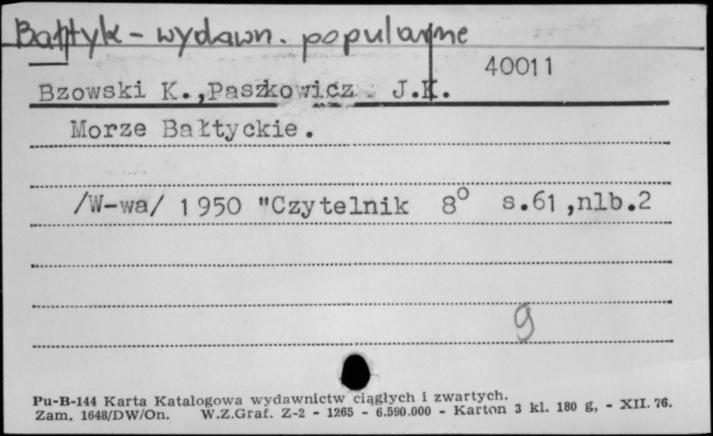 Bałtyk - wydawn. popularne
40011
Bzowski K.,Paszkowicz J.K.
Morze Bałtyckie.
/W-wa/ 1950 "Czytelnik 8° s.61,nlb.2
9
Pu-B-144 Karta Katalogowa wydawnictw ciągłych i zwartych.
Zam. 1648/DW/On. W.Z.Graf. Z-2 - 1265 - 6.590.000 - Karton 3 kl. 180 g, - XII. 76.